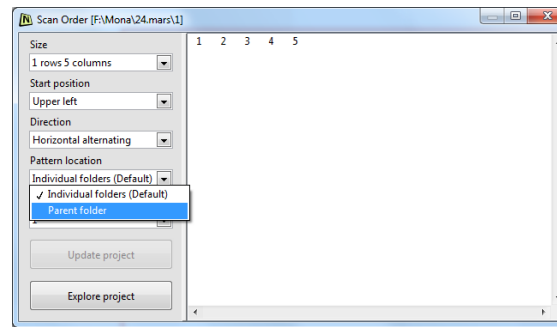 Scan Order [F:\Mona\24.mars\1]
Size
1 rows 5 columns
Start position
Upper left
Direction
Horizontal alternating
Pattern location
Individual folders (Default)
✓ Individual folders (Default)
Parent folder
Update project
Explore project
1 2 3 4 5